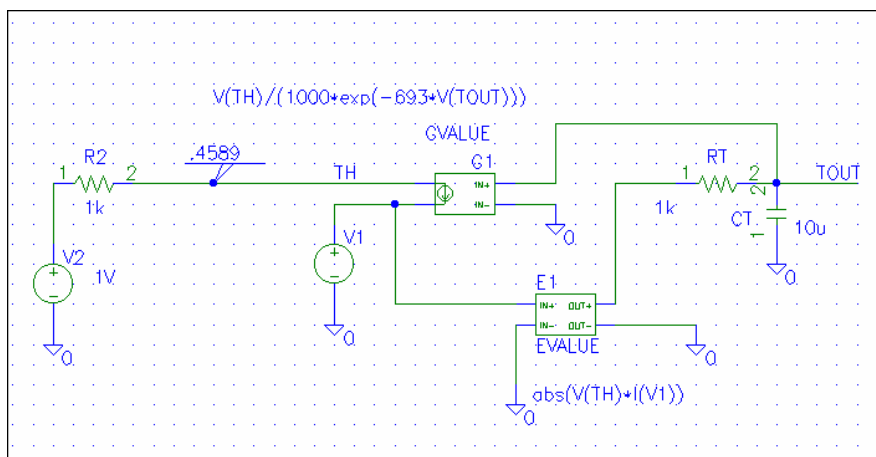 V(TH)/(1000*exp(-.693*V(TOUT)))
GVALUE
.4589
1 R2 2
TH
G1
1 RT 2
TOUT
IN+
IN-
1k
1k
CT
2
1
10u
0
V1
V2
1V
0
E1
IN+ OUT+
IN- OUT-
0
0
0
EVALUE
0
abs(V(TH)*I(V1))
0